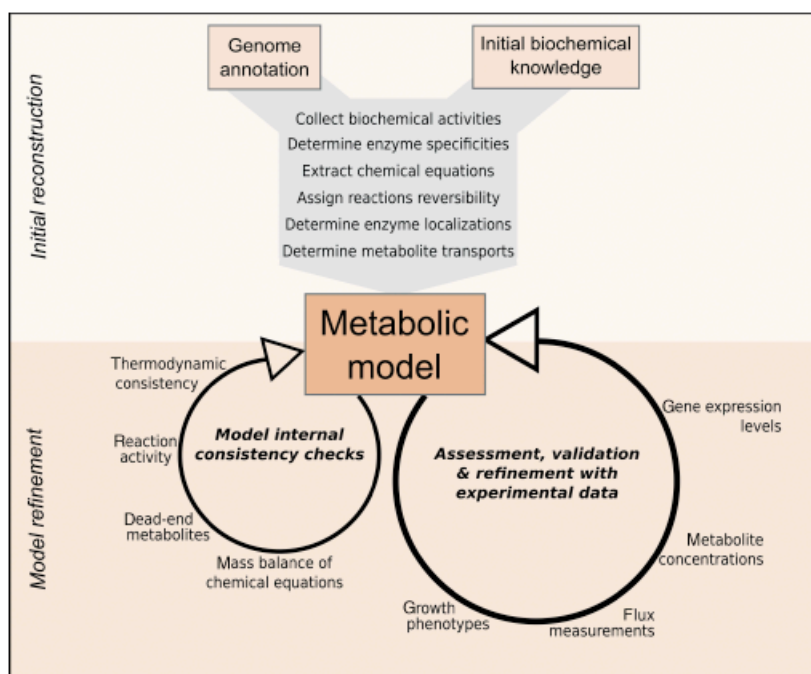 Genome
annotation
Initial biochemical
knowledge
Collect biochemical activities
Determine enzyme specificities
Extract chemical equations
Assign reactions reversibility
Determine enzyme localizations
Determine metabolite transports
Initial reconstruction
Metabolic
model
Model refinement
Thermodynamic
consistency
Reaction
activity
Dead-end
metabolites
Mass balance of
chemical equations
Model internal
consistency checks
Assessment, validation
& refinement with
experimental data
Gene expression
levels
Metabolite
concentrations
Flux
measurements
Growth
phenotypes